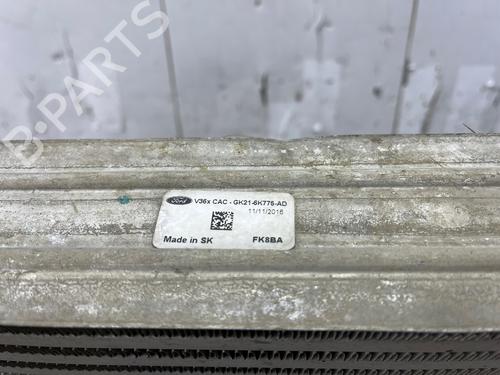 B-PARTS
Ford V36x CAC - GK21-6K775-AD
11/11/2016
Made in SK FK8BA